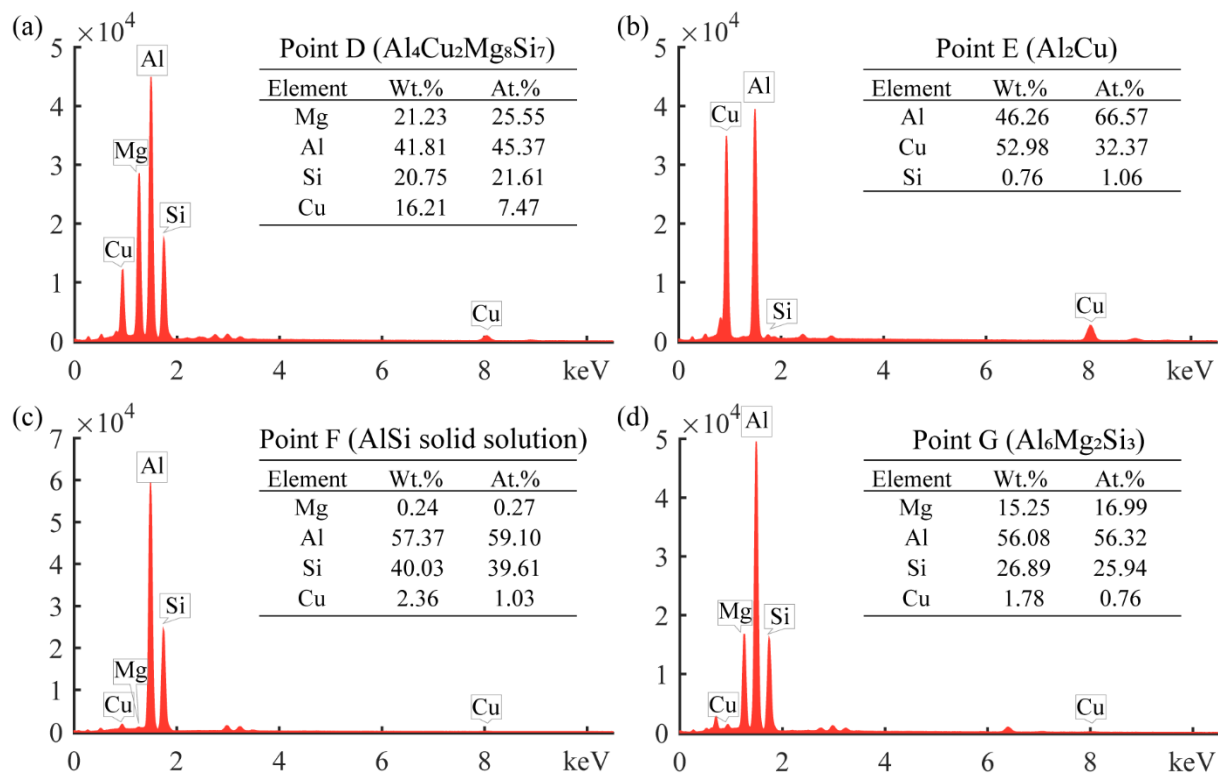 (a)
×10⁴
Point D (Al₄Cu₂Mg₈Si₇)
Element Wt.% At.%
Mg 21.23 25.55
Al 41.81 45.37
Si 20.75 21.61
Cu 16.21 7.47
Al
Mg
Si
Cu
Cu
5
4
3
2
1
0
0 2 4 6 8 keV
(b)
×10⁴
Point E (Al₂Cu)
Element Wt.% At.%
Al 46.26 66.57
Cu 52.98 32.37
Si 0.76 1.06
Al
Cu
Si
Cu
5
4
3
2
1
0
0 2 4 6 8 keV
(c)
×10⁴
Point F (AlSi solid solution)
Element Wt.% At.%
Mg 0.24 0.27
Al 57.37 59.10
Si 40.03 39.61
Cu 2.36 1.03
Al
Si
Mg
Cu
Cu
7
6
5
4
3
2
1
0
0 2 4 6 8 keV
(d)
×10⁴
Point G (Al₆Mg₂Si₃)
Element Wt.% At.%
Mg 15.25 16.99
Al 56.08 56.32
Si 26.89 25.94
Cu 1.78 0.76
Al
Mg
Si
Cu
Cu
5
4
3
2
1
0
0 2 4 6 8 keV